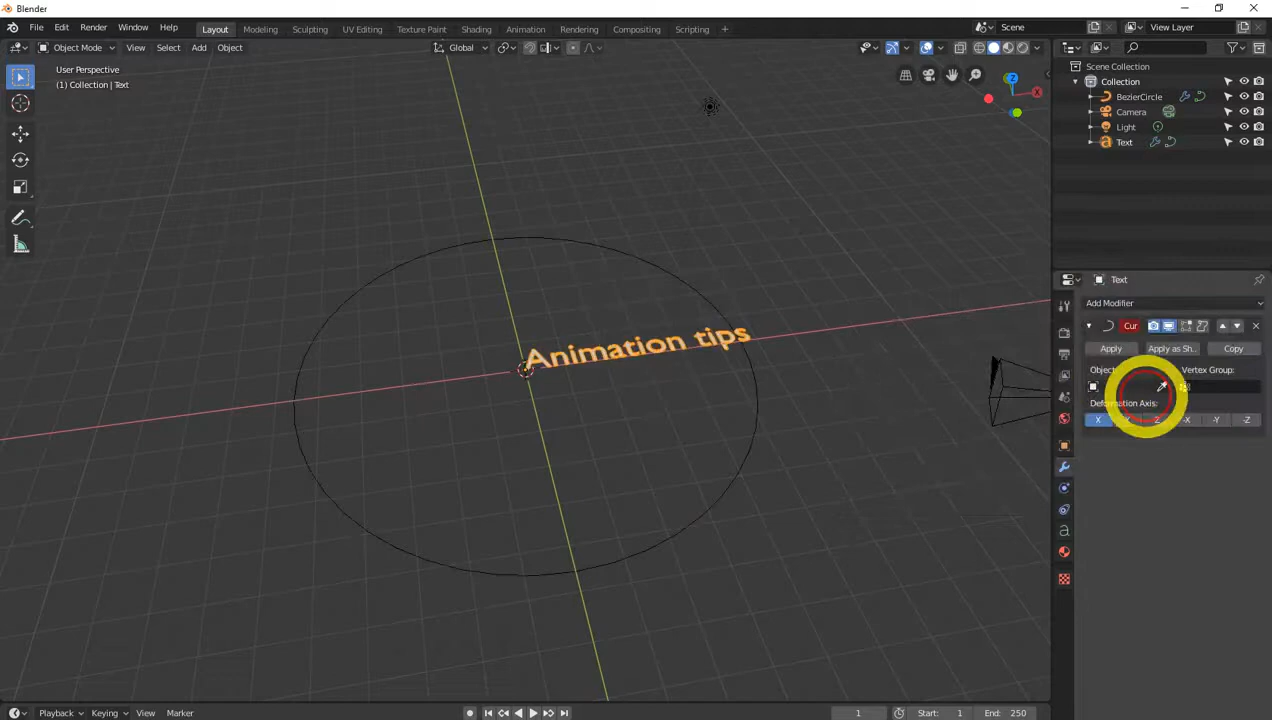 Blender
File Edit Render Window Help
Layout Modeling Sculpting UV Editing Texture Paint Shading Animation Rendering Compositing Scripting +
Scene
View Layer
Object Mode View Select Add Object
Global
User Perspective
(1) Collection | Text
Z
X
Scene Collection
Collection
BezierCircle
Camera
Light
Text
Animation tips
Text
Add Modifier
Cur
Apply Apply as Sh.. Copy
Objec Vertex Group:
Deformation Axis:
X Y Z -X -Y -Z
Playback Keying View Marker
1 Start: 1 End: 250